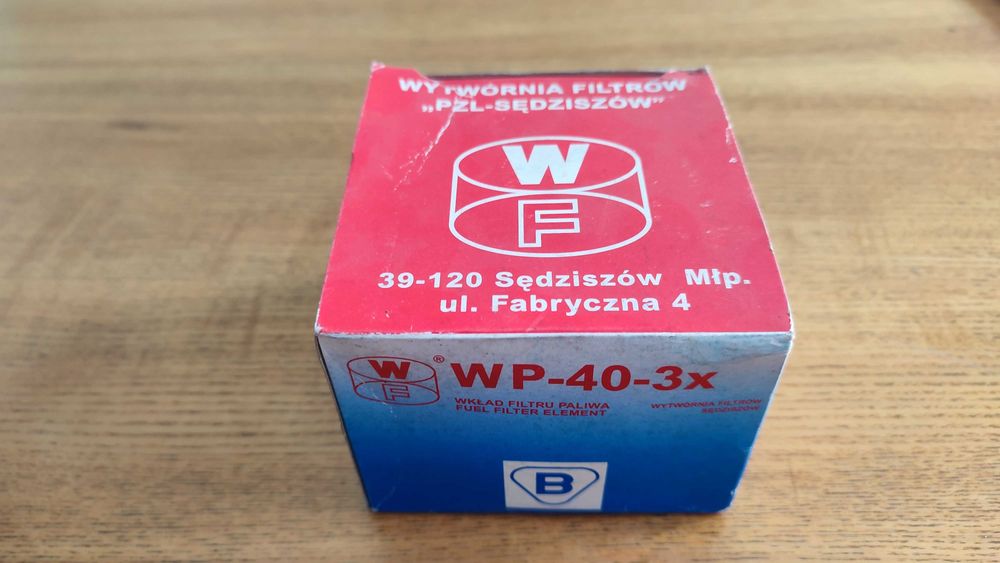 WYTWÓRNIA FILTRÓW
„PZL-SĘDZISZÓW”
W
F
39-120 Sędziszów Młp.
ul. Fabryczna 4
W
F
®
WP-40-3x
WKŁAD FILTRU PALIWA
FUEL FILTER ELEMENT
WYTWÓRNIA FILTRÓW
SĘDZISZÓW
B